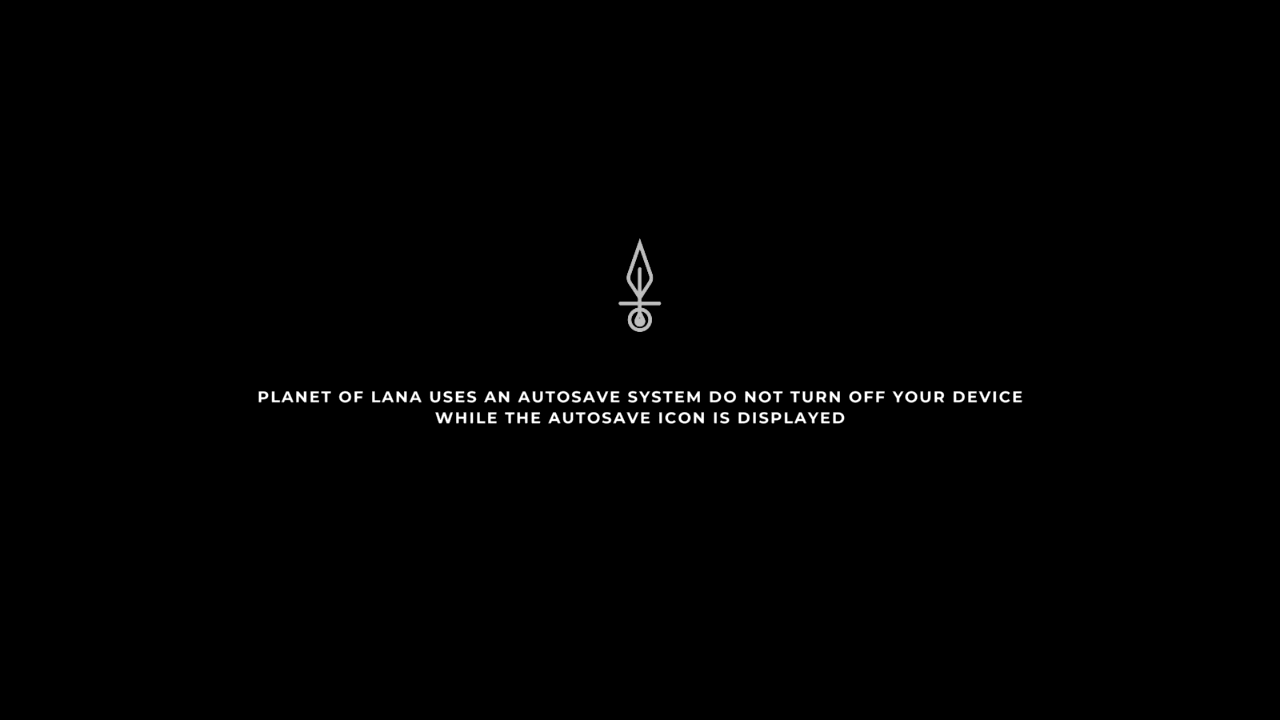 PLANET OF LANA USES AN AUTOSAVE SYSTEM DO NOT TURN OFF YOUR DEVICE
WHILE THE AUTOSAVE ICON IS DISPLAYED